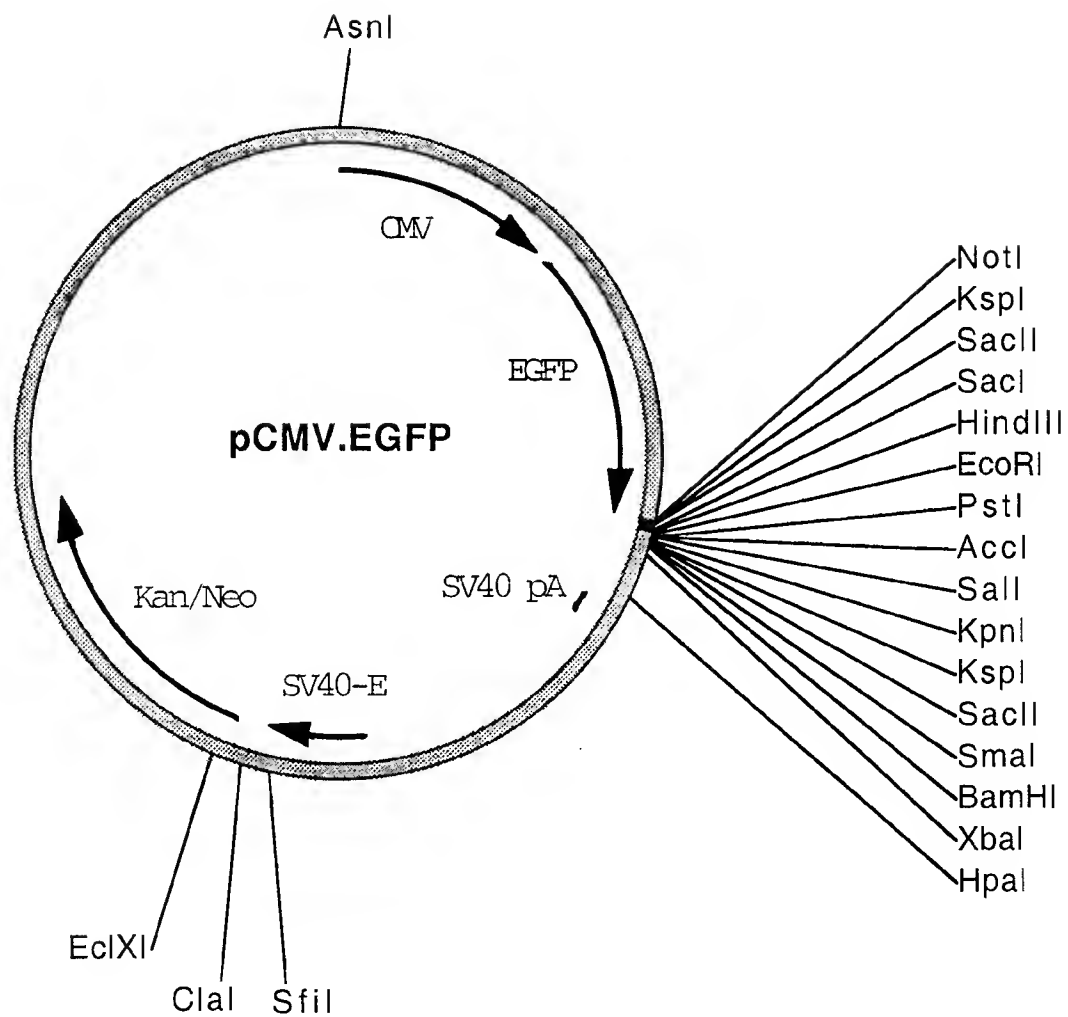 AsnI
CMV
EGFP
pCMV.EGFP
Kan/Neo
SV40 pA
SV40-E
NotI
KspI
SacII
SacI
HindIII
EcoRI
PstI
AccI
SalI
KpnI
KspI
SacII
SmaI
BamHI
XbaI
HpaI
EclXI
ClaI
SfiI